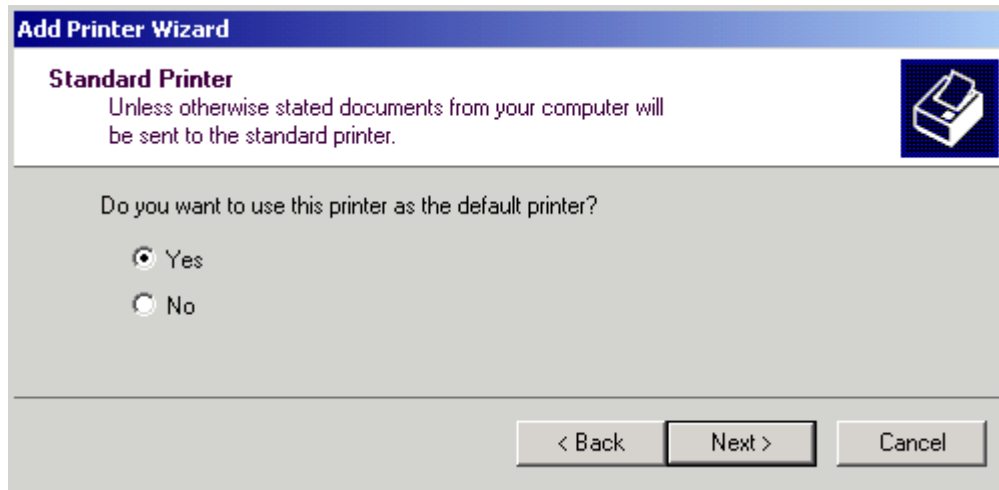 Add Printer Wizard
Standard Printer
Unless otherwise stated documents from your computer will
be sent to the standard printer.
Do you want to use this printer as the default printer?
Yes
No
< Back
Next >
Cancel